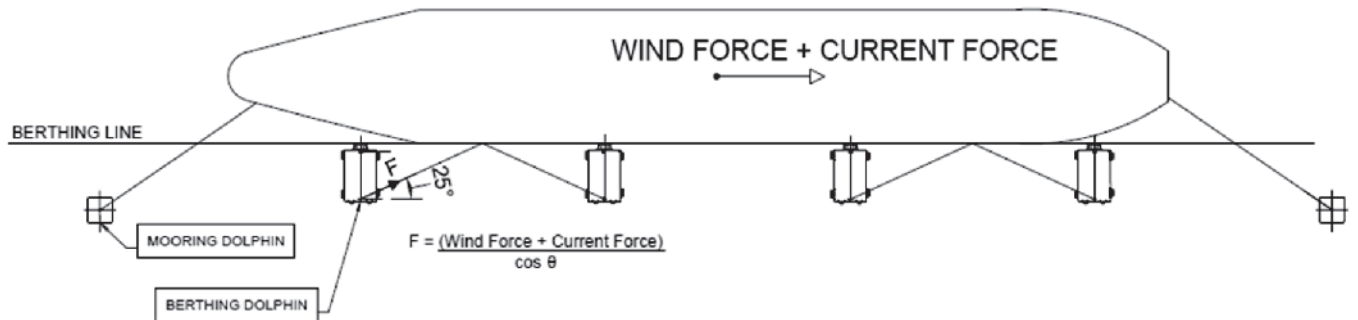 WIND FORCE + CURRENT FORCE
BERTHING LINE
F
25°
MOORING DOLPHIN
F = (Wind Force + Current Force)
cos θ
BERTHING DOLPHIN